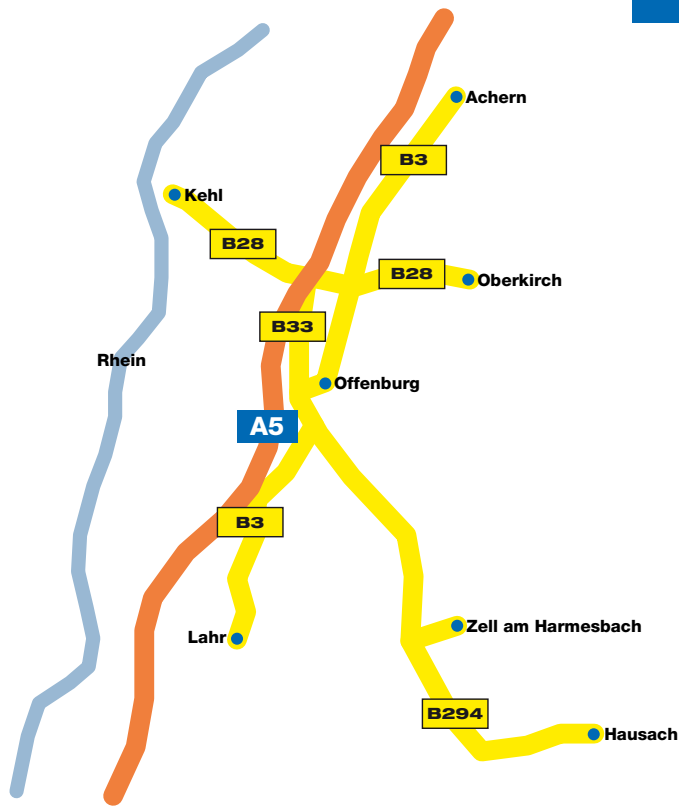 Achern
B3
Kehl
B28
B28
Oberkirch
B33
Rhein
Offenburg
A5
B3
Lahr
Zell am Harmesbach
B294
Hausach